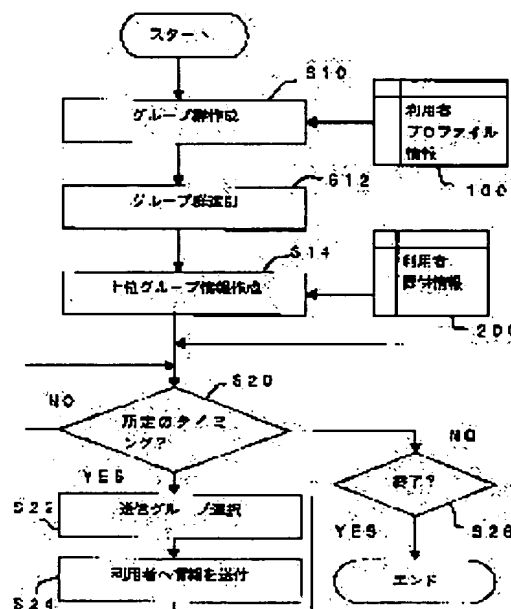 スタート
S10
グループ群作成
利用者
プロファイル
情報
100
S12
グループ群選別
S14
上位グループ情報作成
利用者
情報
200
S20
NO
所定のタイミ
ング?
NO
YES
終了?
S22
送信グループ選択
YES
S26
S24
利用者へ情報を送付
エンド